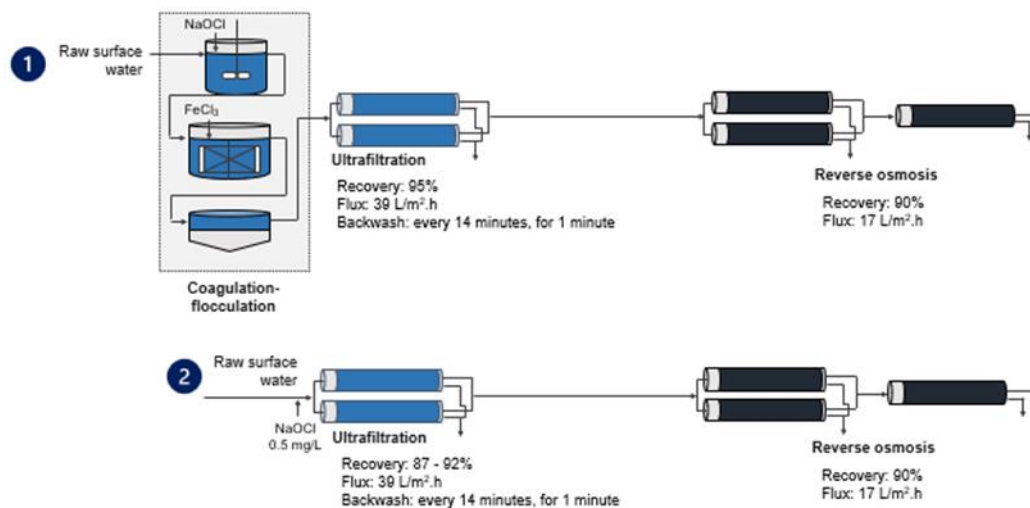 1
NaOCl
Raw surface
water
FeCl3
Ultrafiltration
Recovery: 95%
Flux: 39 L/m².h
Backwash: every 14 minutes, for 1 minute
Reverse osmosis
Recovery: 90%
Flux: 17 L/m².h
Coagulation-
flocculation
2
Raw surface
water
NaOCl
0.5 mg/L
Ultrafiltration
Recovery: 87 - 92%
Flux: 39 L/m².h
Backwash: every 14 minutes, for 1 minute
Reverse osmosis
Recovery: 90%
Flux: 17 L/m².h